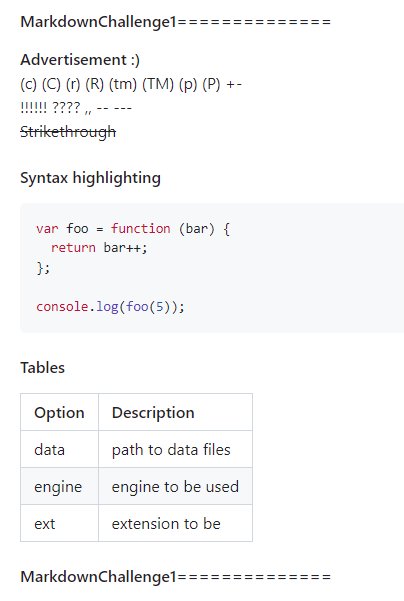 MarkdownChallenge1==============
Advertisement :)
(c) (C) (r) (R) (tm) (TM) (p) (P) +-
!!!!!! ???? ,, -- ---
Strikethrough
Syntax highlighting
var foo = function (bar) {
  return bar++;
};
console.log(foo(5));
Tables
Option Description
data path to data files
engine engine to be used
ext extension to be
MarkdownChallenge1==============